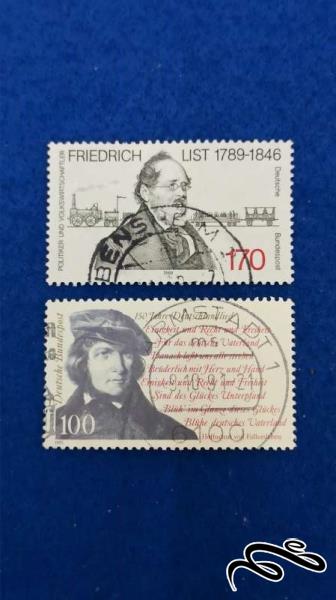 FRIEDRICH LIST 1789-1846
POLITIKER UND VOLKSWIRTSCHAFTLER
Deutsche
Bundespost
170
150 Jahre "Deutschlandlied"
Deutsche Bundespost
Einigkeit und Recht und Freiheit
Für das deutsche Vaterland
Danach laßt uns alle streben
Brüderlich mit Herz und Hand
Einigkeit und Recht und Freiheit
Sind des Glückes Unterpfand
Blüh' im Glanze dieses Glückes
Blühe deutsches Vaterland
Hoffmann von Fallersleben
100